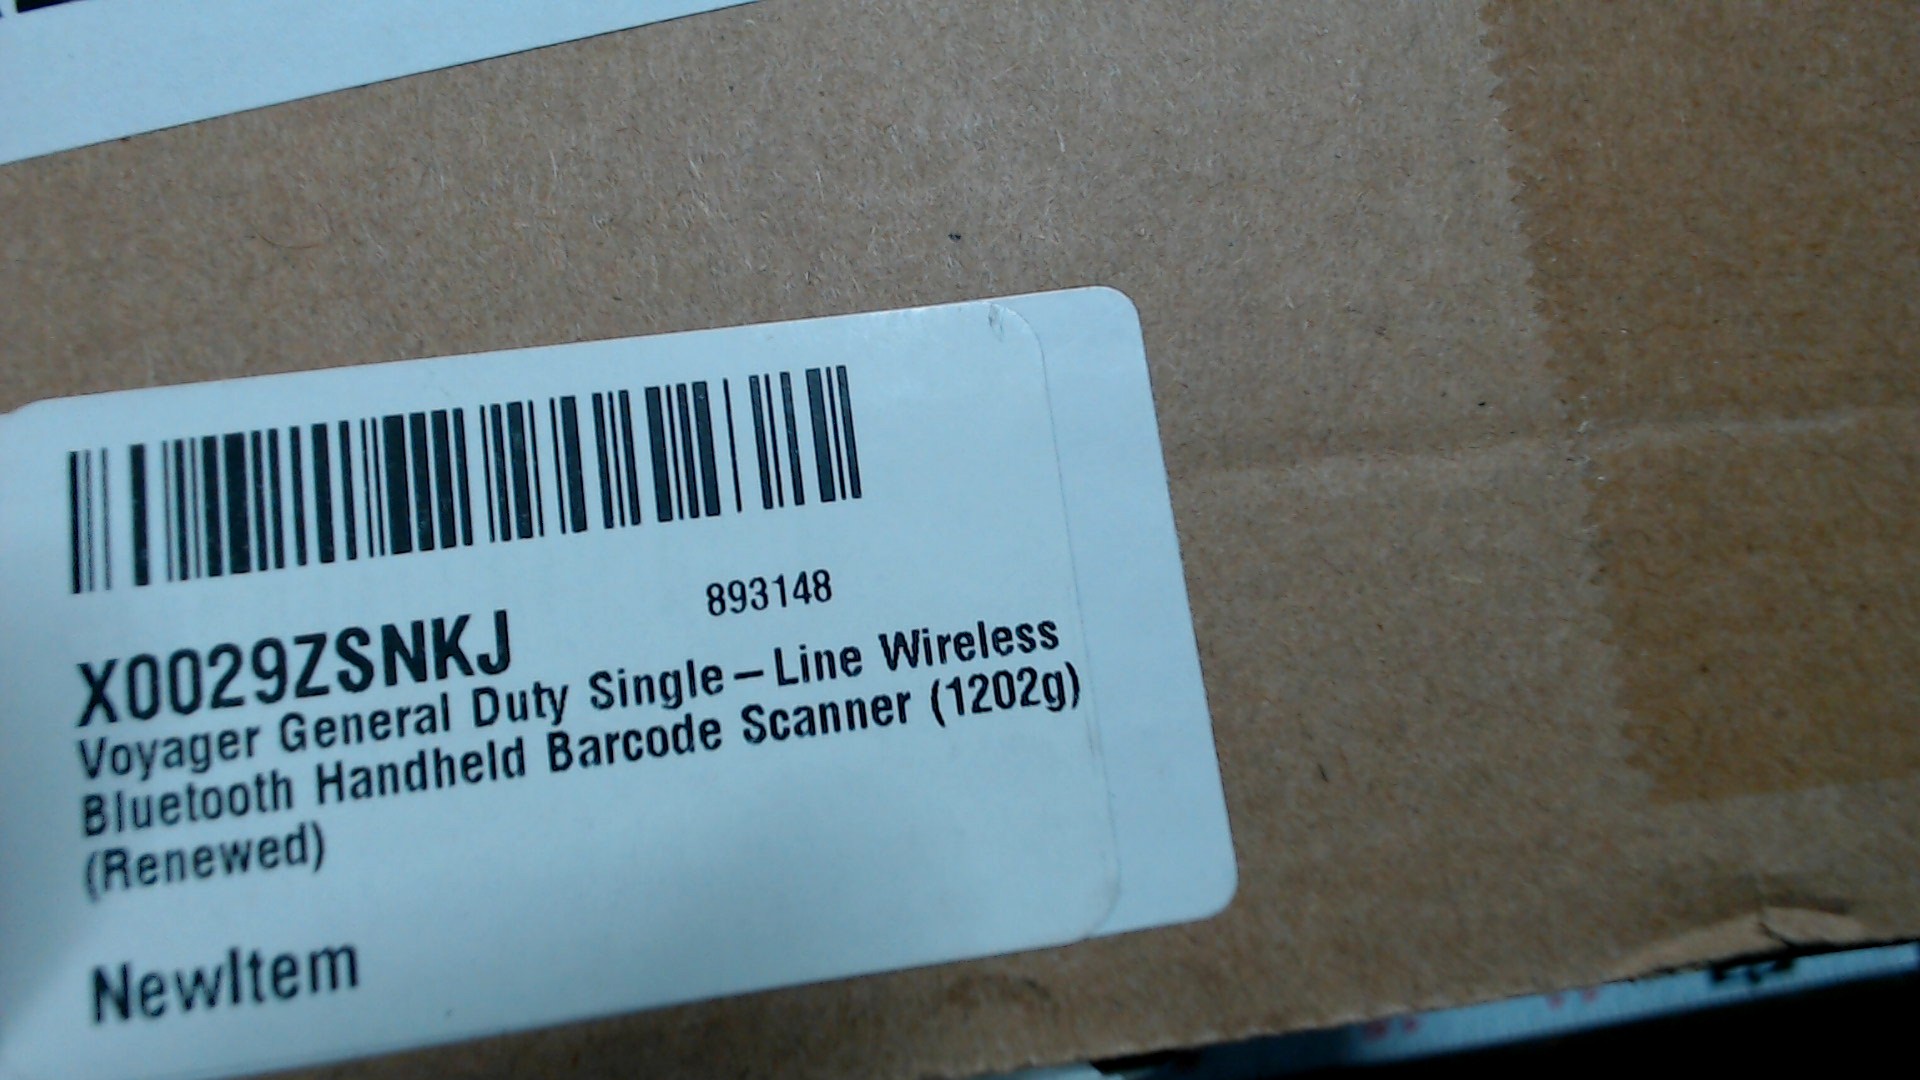 893148
X0029ZSNKJ
Voyager General Duty Single-Line Wireless
Bluetooth Handheld Barcode Scanner (1202g)
(Renewed)
NewItem